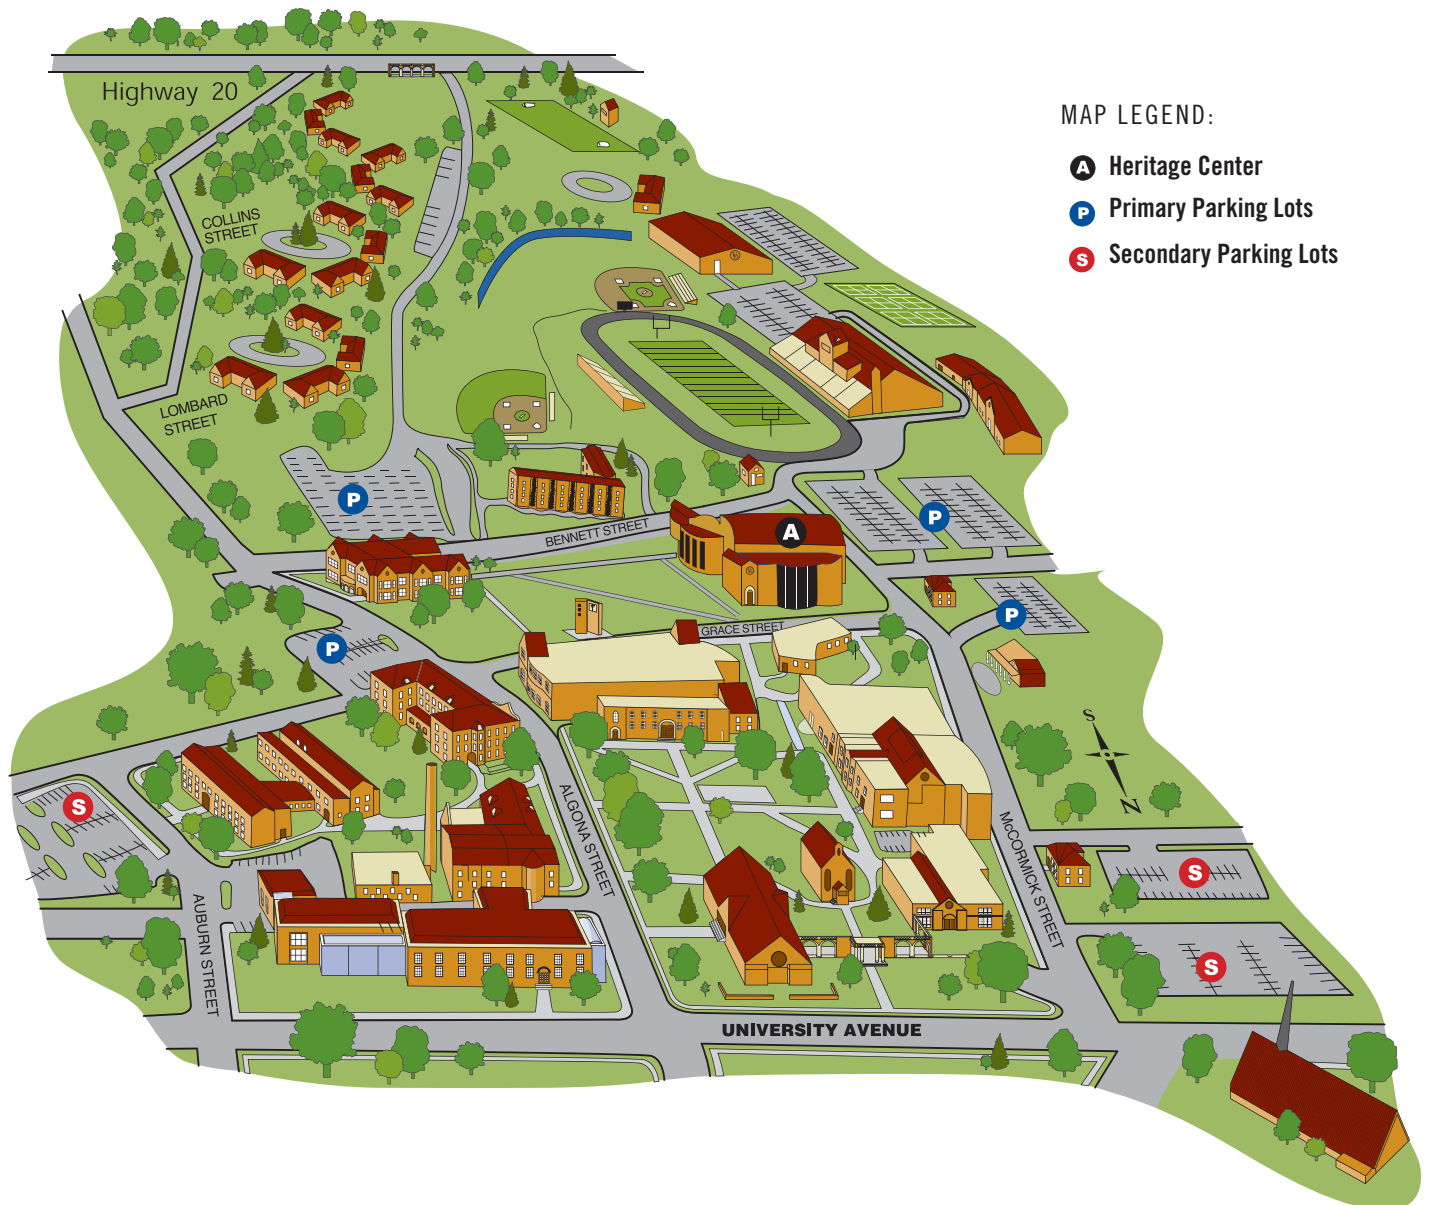 Highway 20
MAP LEGEND:
A Heritage Center
P Primary Parking Lots
S Secondary Parking Lots
COLLINS
STREET
LOMBARD
STREET
P
BENNETT STREET
A
P
P
GRACE STREET
P
S
N
S
ALGONA STREET
McCORMICK STREET
S
AUBURN STREET
S
UNIVERSITY AVENUE